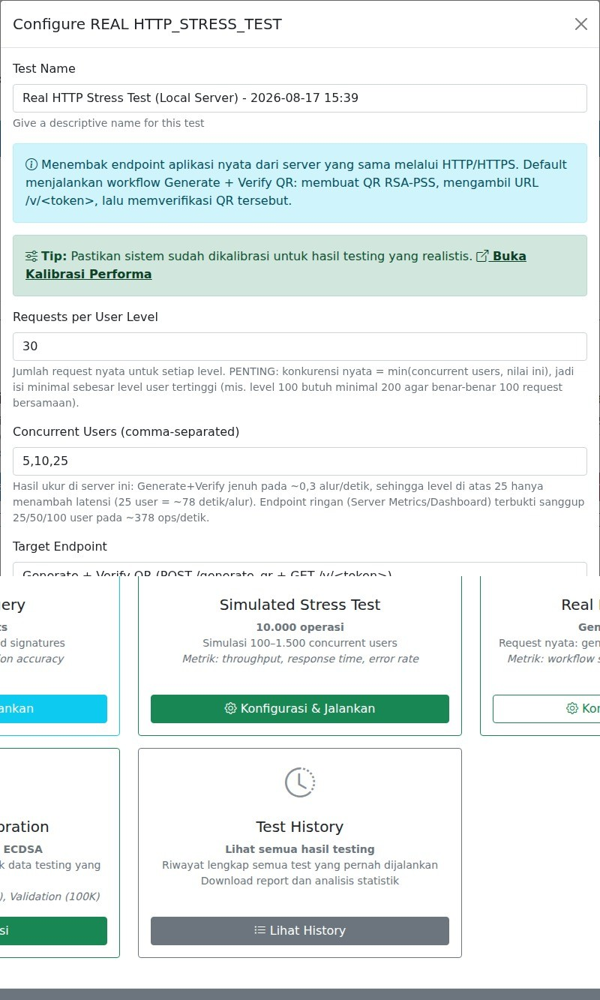 Configure REAL HTTP_STRESS_TEST
Test Name
Real HTTP Stress Test (Local Server) - 2026-08-17 15:39
Give a descriptive name for this test
Menembak endpoint aplikasi nyata dari server yang sama melalui HTTP/HTTPS. Default
menjalankan workflow Generate + Verify QR: membuat QR RSA-PSS, mengambil URL
/v/<token>, lalu memverifikasi QR tersebut.
Tip: Pastikan sistem sudah dikalibrasi untuk hasil testing yang realistis. Buka
Kalibrasi Performa
Requests per User Level
30
Jumlah request nyata untuk setiap level. PENTING: konkurensi nyata = min(concurrent users, nilai ini), jadi
isi minimal sebesar level user tertinggi (mis. level 100 butuh minimal 200 agar benar-benar 100 request
bersamaan).
Concurrent Users (comma-separated)
5,10,25
Hasil ukur di server ini: Generate+Verify jenuh pada ~0,3 alur/detik, sehingga level di atas 25 hanya
menambah latensi (25 user = ~78 detik/alur). Endpoint ringan (Server Metrics/Dashboard) terbukti sanggup
25/50/100 user pada ~378 ops/detik.
Target Endpoint
Generate + Verify QR (POST /generate_qr + GET /v/<token>)
ery
s
d signatures
on accuracy
ankan
Simulated Stress Test
10.000 operasi
Simulasi 100–1.500 concurrent users
Metrik: throughput, response time, error rate
Konfigurasi & Jalankan
Real
Gen
Request nyata: gen
Metrik: workflow s
Kon
oration
ECDSA
k data testing yang
), Validation (100K)
si
Test History
Lihat semua hasil testing
Riwayat lengkap semua test yang pernah dijalankan
Download report dan analisis statistik
Lihat History